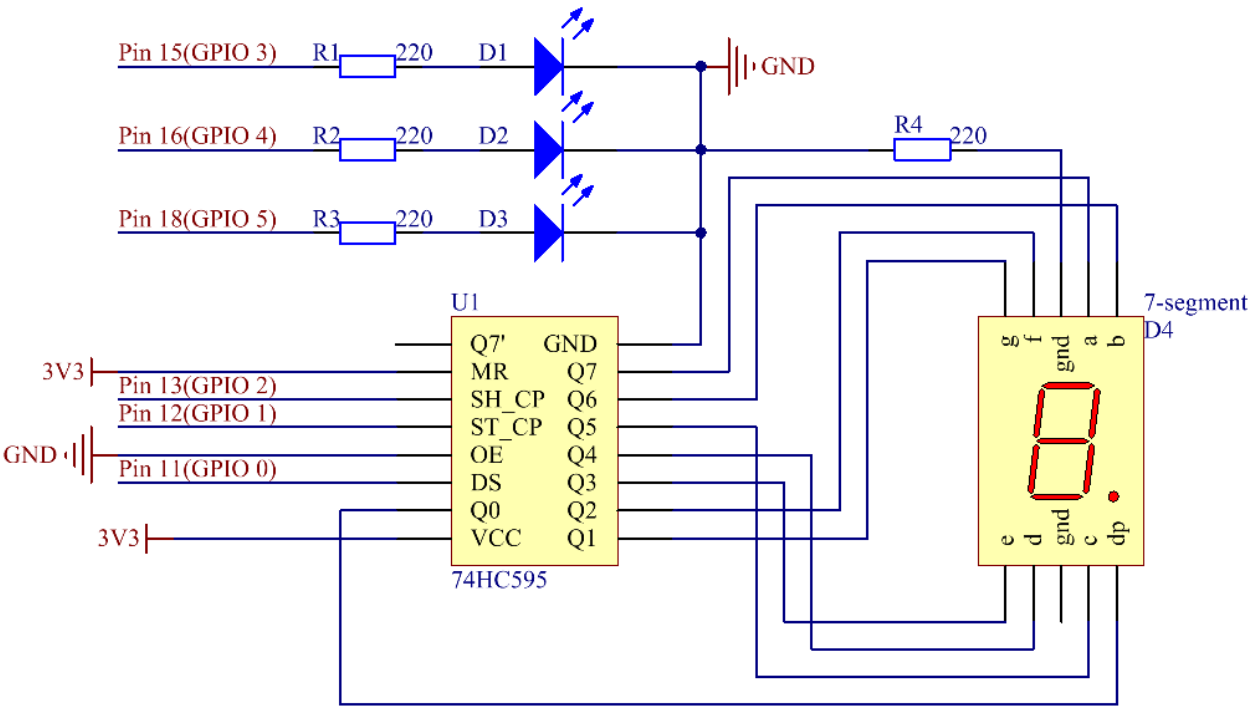 Pin 15(GPIO 3) R1 220 D1 GND
Pin 16(GPIO 4) R2 220 D2 R4 220
Pin 18(GPIO 5) R3 220 D3
U1 7-segment
D4
Q7' GND g f gnd a b
3V3 MR Q7
Pin 13(GPIO 2) SH_CP Q6
Pin 12(GPIO 1) ST_CP Q5
GND OE Q4
Pin 11(GPIO 0) DS Q3
Q0 Q2
3V3 VCC Q1 e d gnd c dp
74HC595